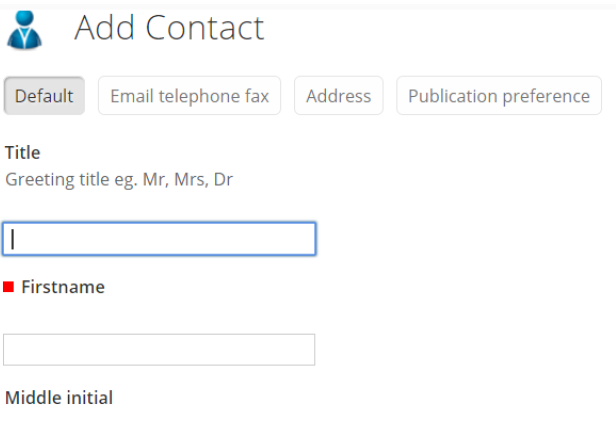 Add Contact
Default Email telephone fax Address Publication preference
Title
Greeting title eg. Mr, Mrs, Dr
Firstname
Middle initial